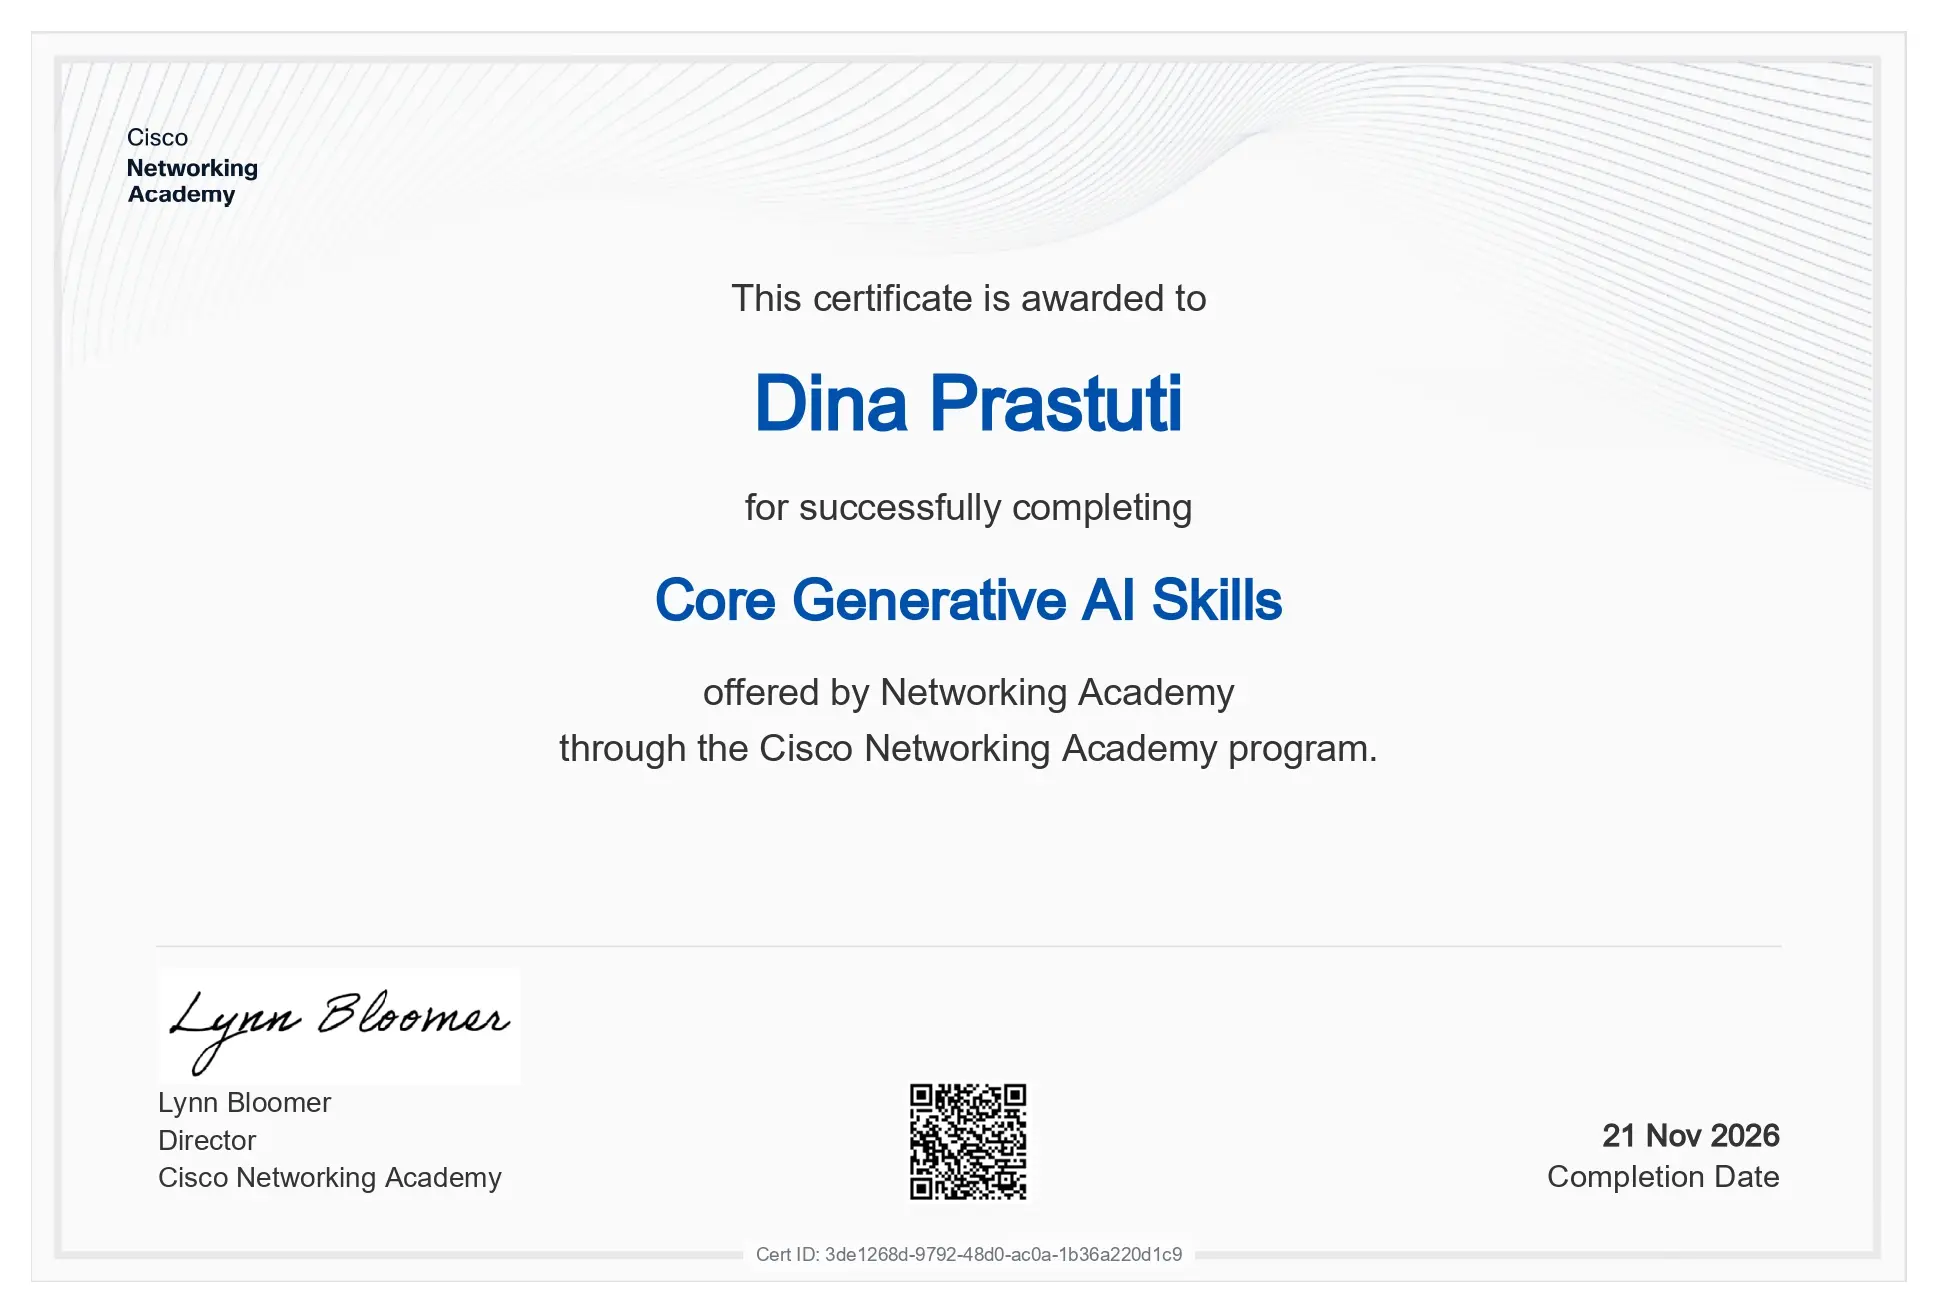 Cisco
Networking
Academy
This certificate is awarded to
Dina Prastuti
for successfully completing
Core Generative AI Skills
offered by Networking Academy
through the Cisco Networking Academy program.
Lynn Bloomer
Lynn Bloomer
Director
Cisco Networking Academy
21 Nov 2026
Completion Date
Cert ID: 3de1268d-9792-48d0-ac0a-1b36a220d1c9